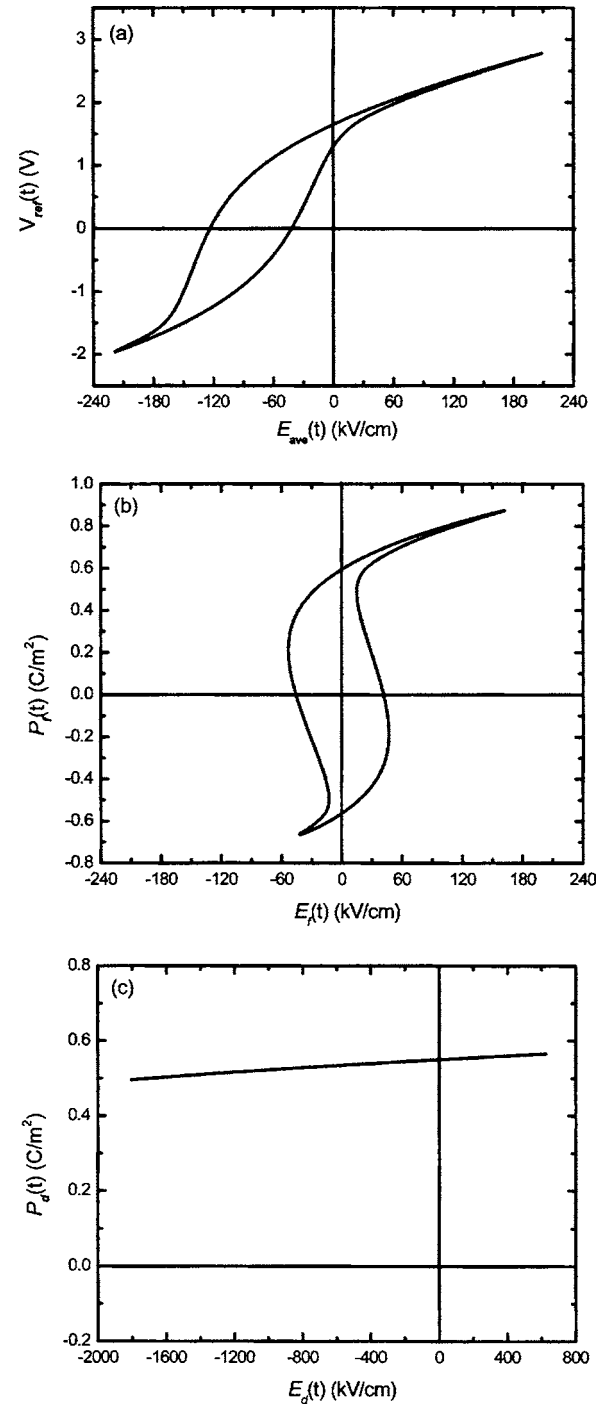 (a)
3
2
1
0
-1
-2
V_ref(t) (V)
-240 -180 -120 -60 0 60 120 180 240
E_ave(t) (kV/cm)
(b)
1.0
0.8
0.6
0.4
0.2
0.0
-0.2
-0.4
-0.6
-0.8
P_f(t) (C/m²)
-240 -180 -120 -60 0 60 120 180 240
E_f(t) (kV/cm)
(c)
0.8
0.6
0.4
0.2
0.0
-0.2
P_d(t) (C/m²)
-2000 -1600 -1200 -800 -400 0 400 800
E_d(t) (kV/cm)